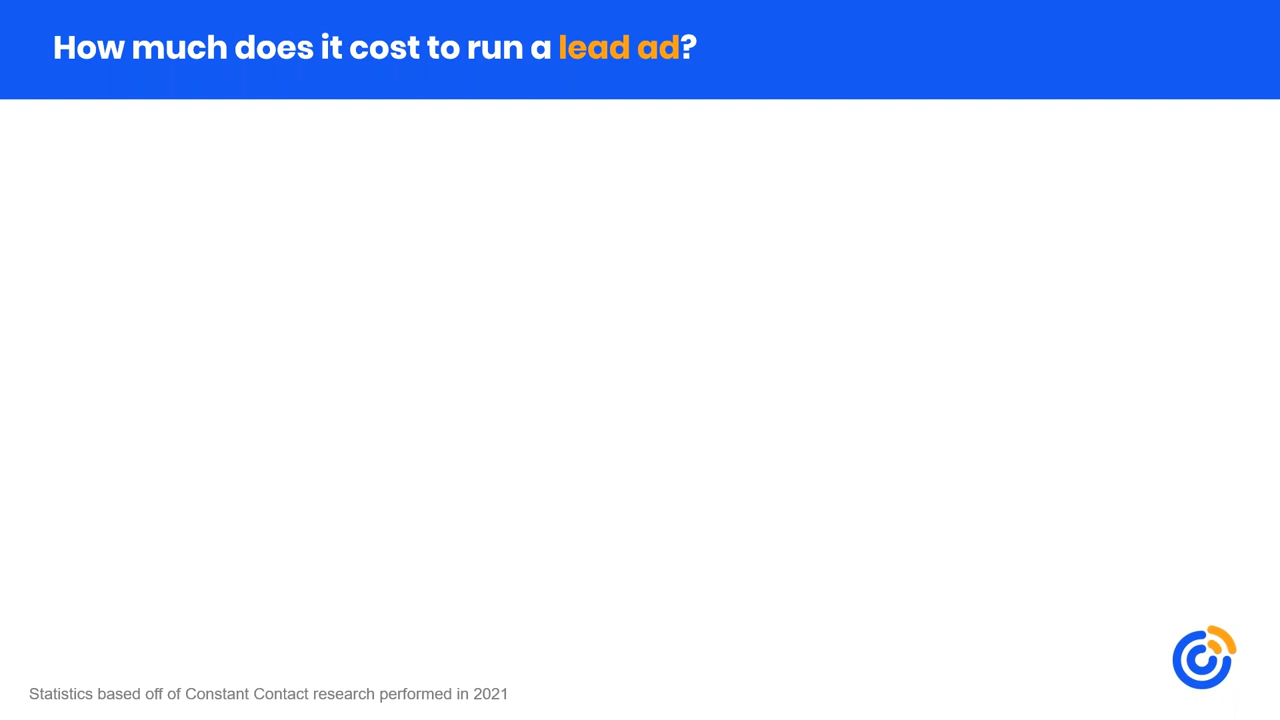 How much does it cost to run a lead ad?
Statistics based off of Constant Contact research performed in 2021